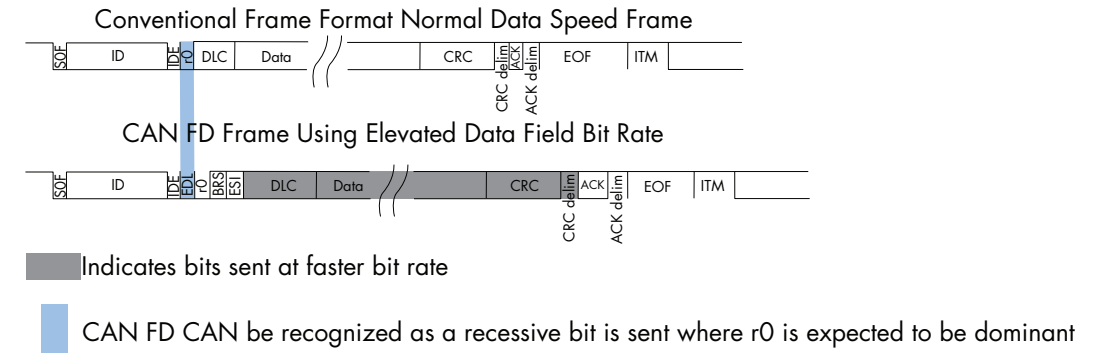 Conventional Frame Format Normal Data Speed Frame
SOF ID IDE r0 DLC Data CRC CRC delim ACK ACK delim EOF ITM
CAN FD Frame Using Elevated Data Field Bit Rate
SOF ID IDE EDL r0 BRS ESI DLC Data CRC CRC delim ACK ACK delim EOF ITM
Indicates bits sent at faster bit rate
CAN FD CAN be recognized as a recessive bit is sent where r0 is expected to be dominant